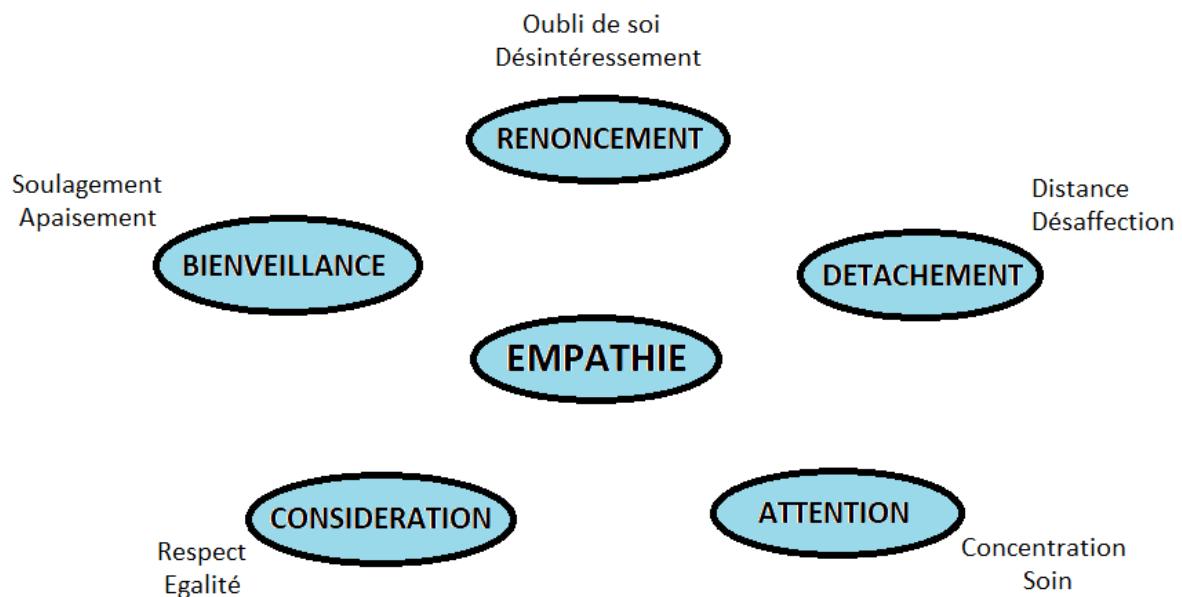 Oubli de soi
Désintéressement
RENONCEMENT
Soulagement
Apaisement
Distance
Désaffection
BIENVEILLANCE
DETACHEMENT
EMPATHIE
CONSIDERATION
ATTENTION
Respect
Egalité
Concentration
Soin